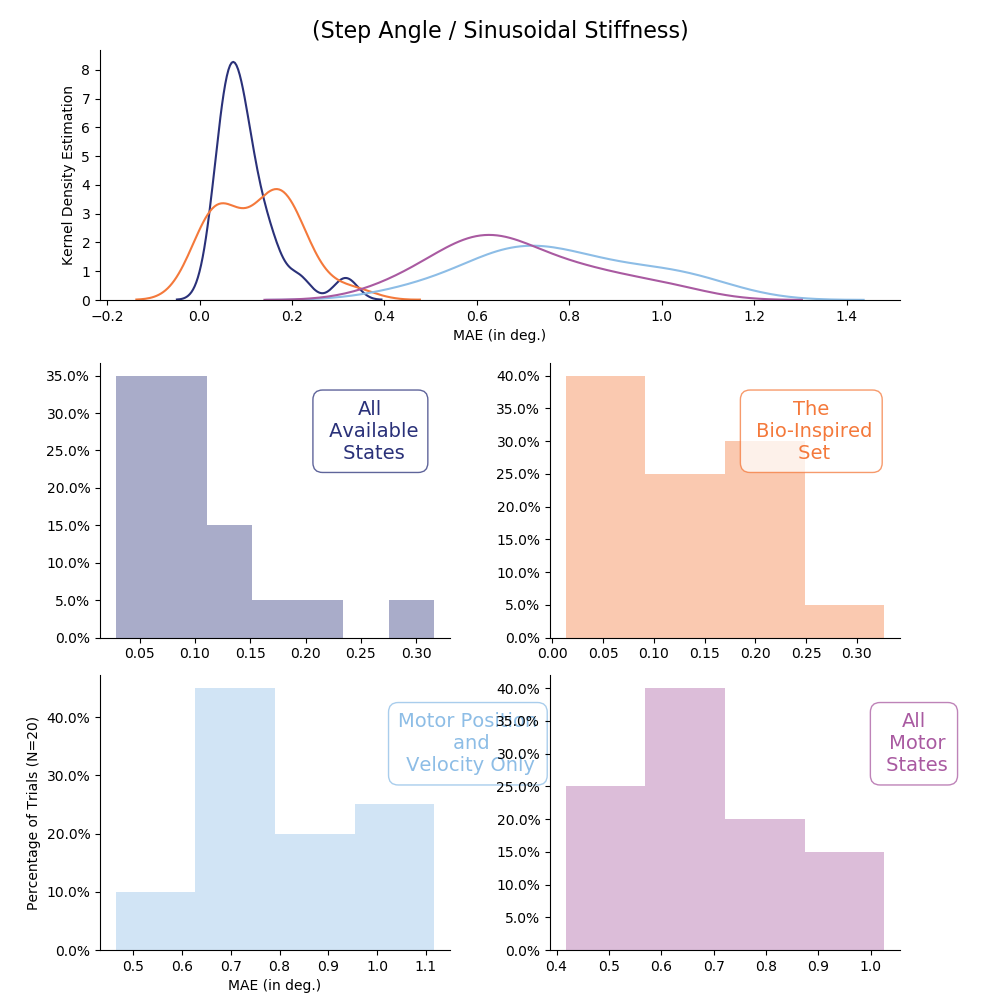 (Step Angle / Sinusoidal Stiffness)
Kernel Density Estimation
8
7
6
5
4
3
2
1
0
−0.2 0.0 0.2 0.4 0.6 0.8 1.0 1.2 1.4
MAE (in deg.)
35.0%
30.0%
25.0%
20.0%
15.0%
10.0%
5.0%
0.0%
All
Available
States
0.05 0.10 0.15 0.20 0.25 0.30
40.0%
35.0%
30.0%
25.0%
20.0%
15.0%
10.0%
5.0%
0.0%
The
Bio-Inspired
Set
0.00 0.05 0.10 0.15 0.20 0.25 0.30
Percentage of Trials (N=20)
40.0%
30.0%
20.0%
10.0%
0.0%
Motor Position
and
Velocity Only
0.5 0.6 0.7 0.8 0.9 1.0 1.1
MAE (in deg.)
40.0%
35.0%
30.0%
25.0%
20.0%
15.0%
10.0%
5.0%
0.0%
All
Motor
States
0.4 0.5 0.6 0.7 0.8 0.9 1.0